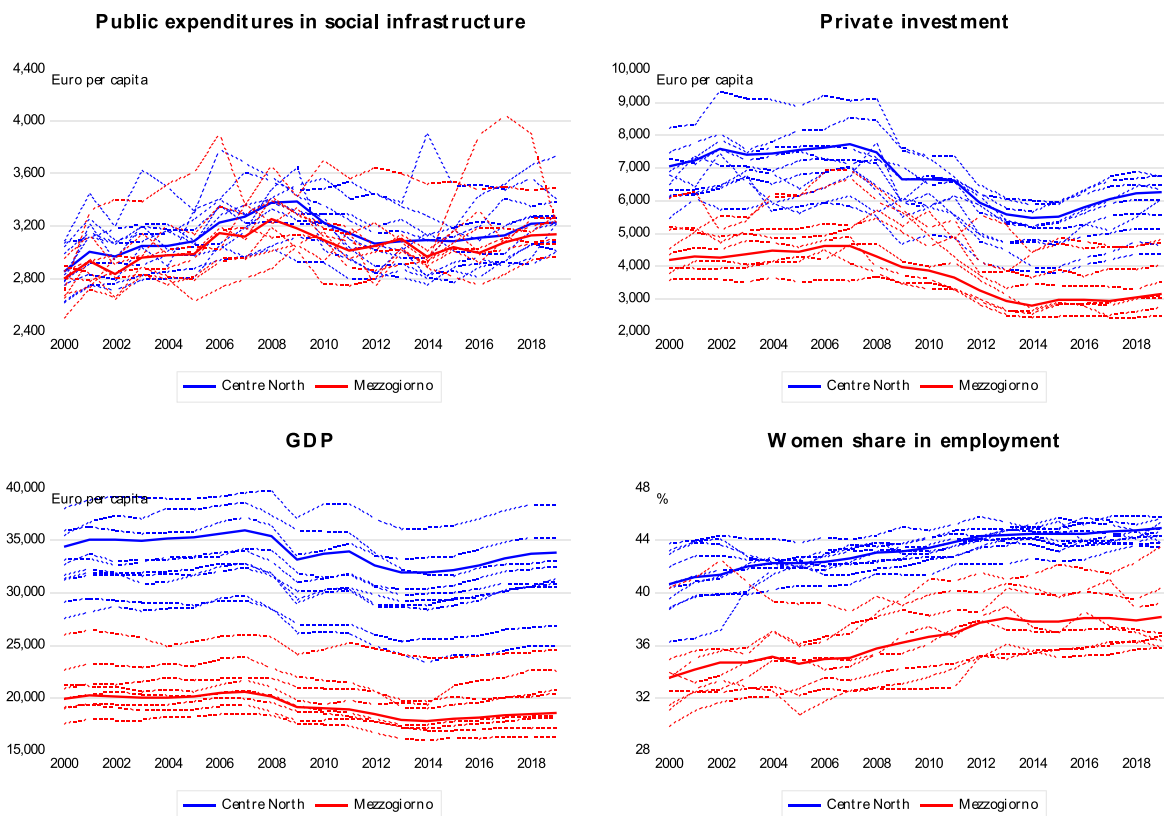 Public expenditures in social infrastructure
4,400
Euro per capita
4,000
3,600
3,200
2,800
2,400
2000 2002 2004 2006 2008 2010 2012 2014 2016 2018
Centre North Mezzogiorno
Private investment
10,000
Euro per capita
9,000
8,000
7,000
6,000
5,000
4,000
3,000
2,000
2000 2002 2004 2006 2008 2010 2012 2014 2016 2018
Centre North Mezzogiorno
GDP
40,000
Euro per capita
35,000
30,000
25,000
20,000
15,000
2000 2002 2004 2006 2008 2010 2012 2014 2016 2018
Centre North Mezzogiorno
Women share in employment
48
%
44
40
36
32
28
2000 2002 2004 2006 2008 2010 2012 2014 2016 2018
Centre North Mezzogiorno